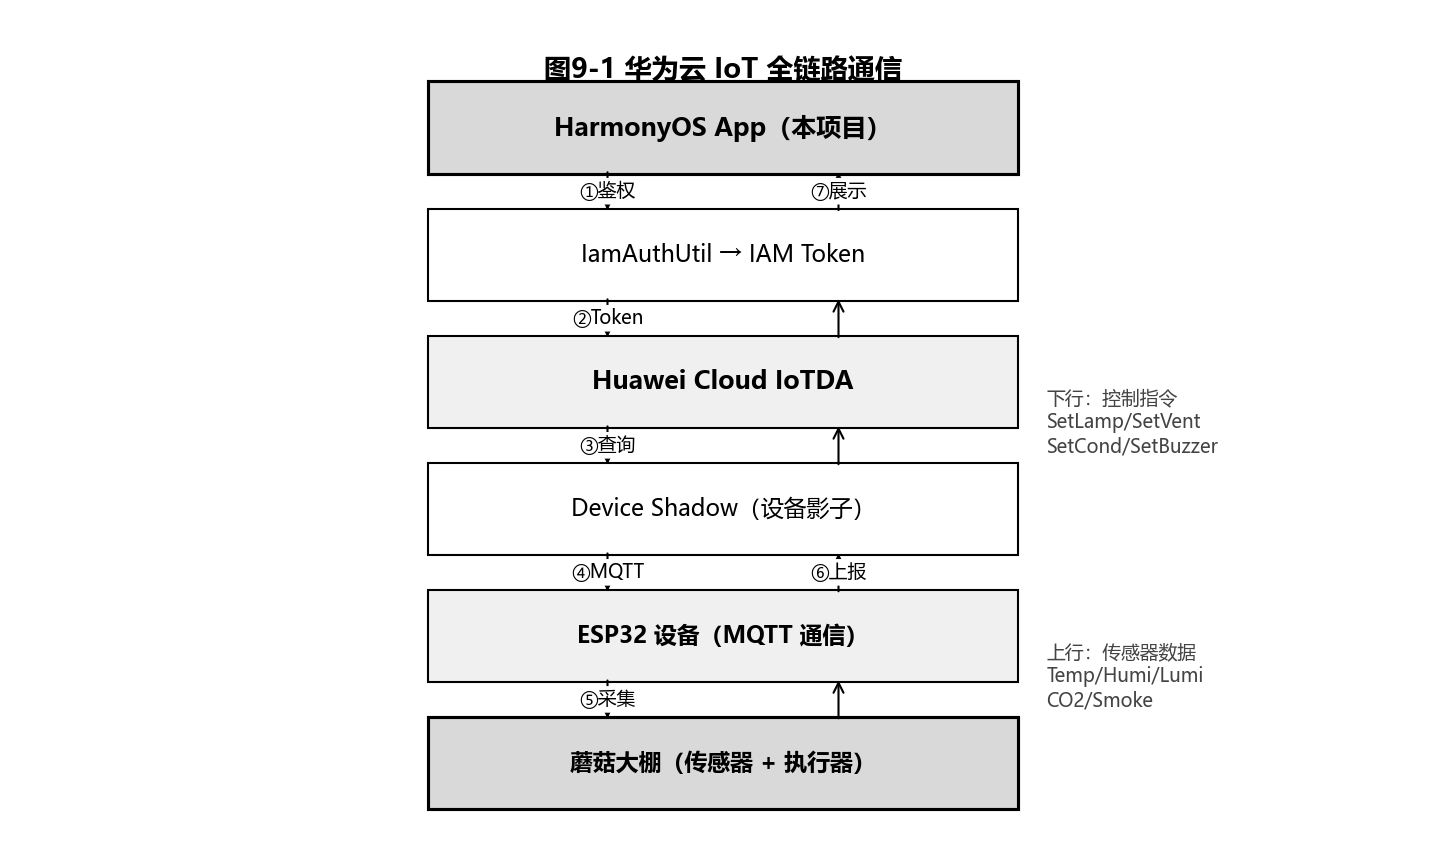 图9-1 华为云 IoT 全链路通信
HarmonyOS App（本项目）
①鉴权
⑦展示
IamAuthUtil → IAM Token
②Token
Huawei Cloud IoTDA
下行：控制指令
SetLamp/SetVent
SetCond/SetBuzzer
③查询
Device Shadow（设备影子）
④MQTT
⑥上报
ESP32 设备（MQTT 通信）
上行：传感器数据
Temp/Humi/Lumi
CO2/Smoke
⑤采集
蘑菇大棚（传感器 + 执行器）